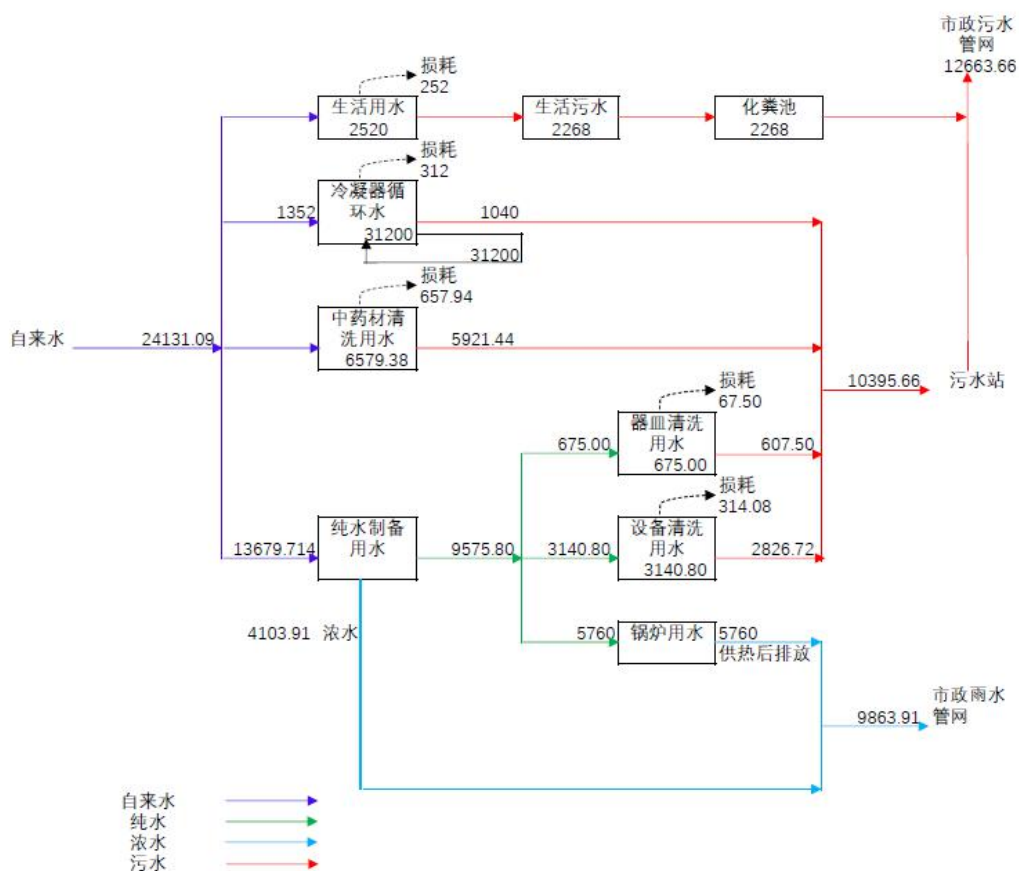 市政污水
管网
12663.66
损耗
252
生活用水
2520
生活污水
2268
化粪池
2268
损耗
312
冷凝器循
环水
31200
1352
1040
31200
损耗
657.94
中药材清
洗用水
6579.38
5921.44
自来水
24131.09
污水站
10395.66
损耗
67.50
器皿清洗
用水
675.00
675.00
607.50
损耗
314.08
设备清洗
用水
3140.80
纯水制备
用水
13679.714
9575.80
3140.80
2826.72
4103.91 浓水
5760
锅炉用水
5760
供热后排放
市政雨水
管网
9863.91
自来水
纯水
浓水
污水